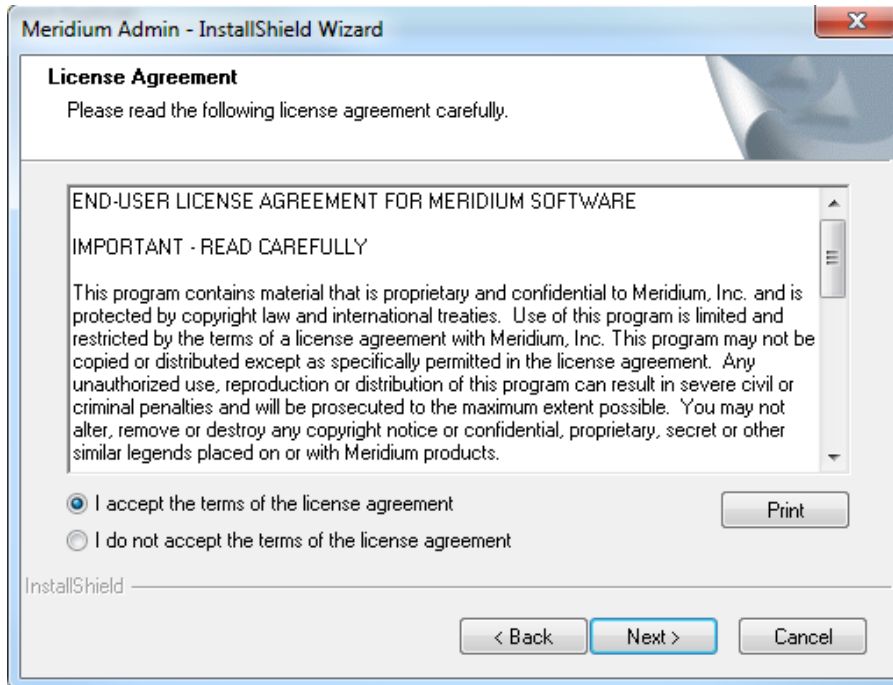 Meridium Admin - InstallShield Wizard
License Agreement
Please read the following license agreement carefully.
END-USER LICENSE AGREEMENT FOR MERIDIUM SOFTWARE
IMPORTANT - READ CAREFULLY
This program contains material that is proprietary and confidential to Meridium, Inc. and is
protected by copyright law and international treaties.  Use of this program is limited and
restricted by the terms of a license agreement with Meridium, Inc. This program may not be
copied or distributed except as specifically permitted in the license agreement.  Any
unauthorized use, reproduction or distribution of this program can result in severe civil or
criminal penalties and will be prosecuted to the maximum extent possible.  You may not
alter, remove or destroy any copyright notice or confidential, proprietary, secret or other
similar legends placed on or with Meridium products.
I accept the terms of the license agreement
Print
I do not accept the terms of the license agreement
InstallShield
< Back
Next >
Cancel